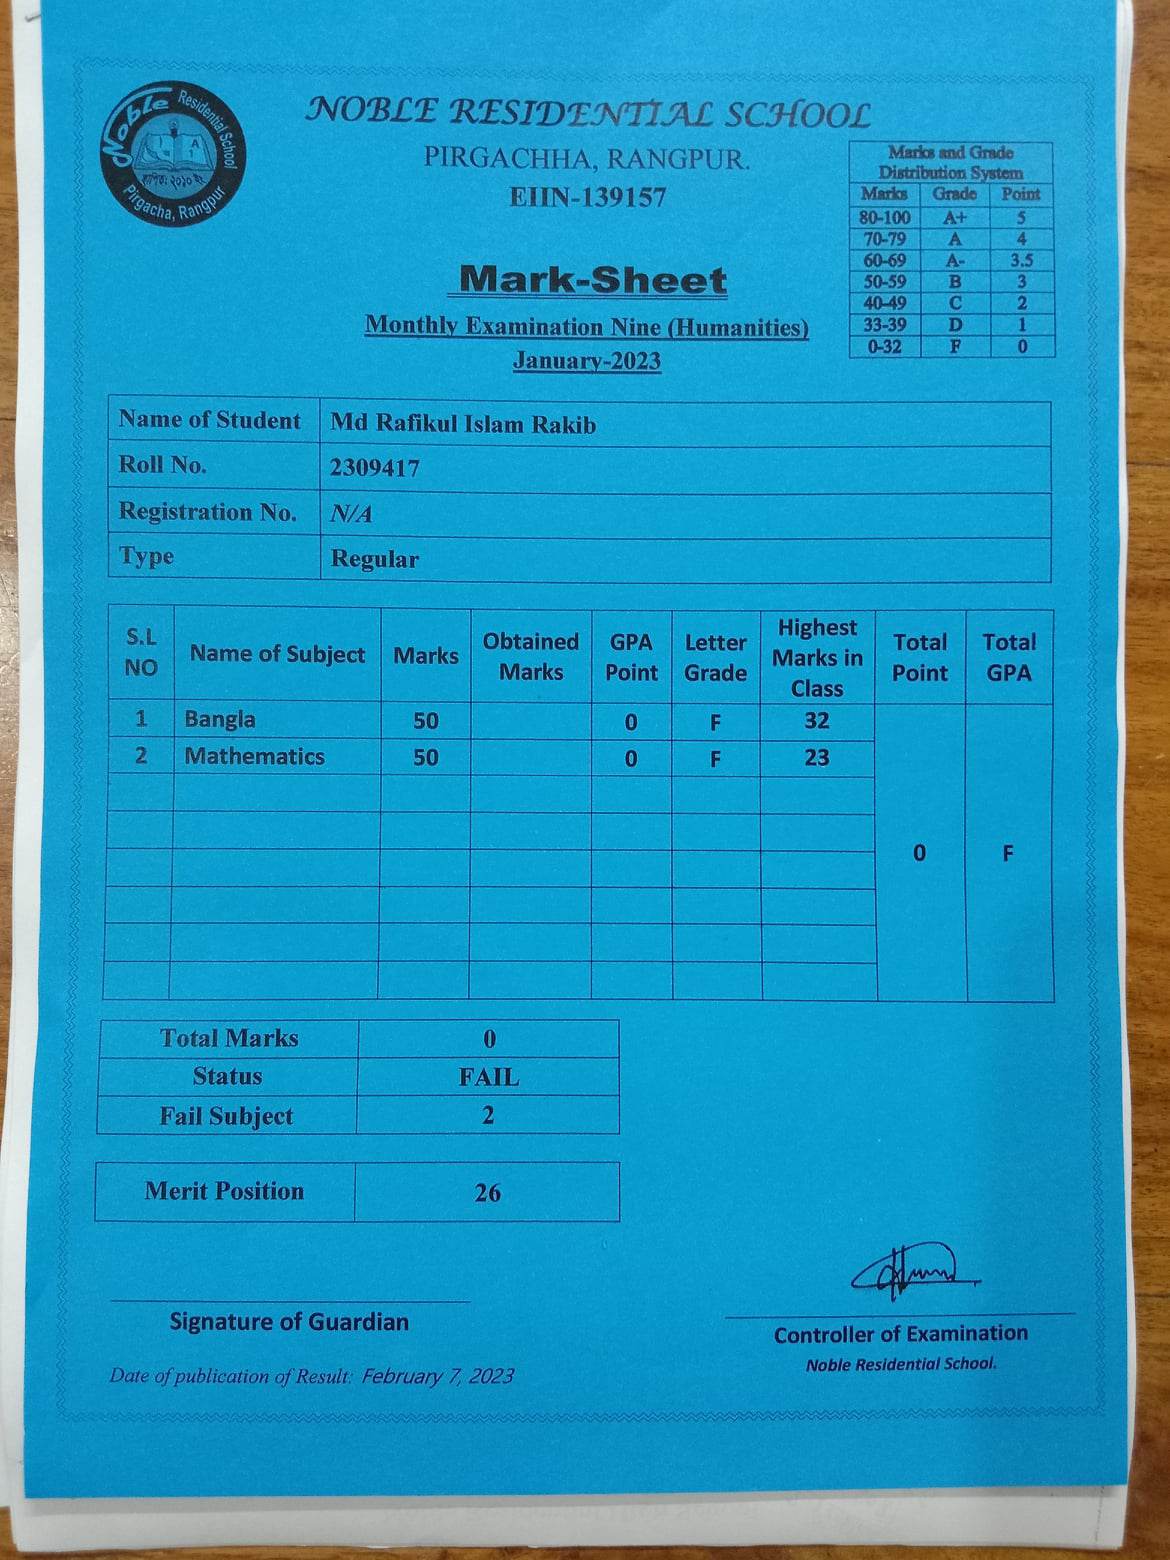 Noble Residential School
Pirgacha, Rangpur
NOBLE RESIDENTIAL SCHOOL
PIRGACHHA, RANGPUR.
EIIN-139157
Marks and Grade
Distribution System
Marks Grade Point
80-100 A+ 5
70-79 A 4
60-69 A- 3.5
50-59 B 3
40-49 C 2
33-39 D 1
0-32 F 0
Mark-Sheet
Monthly Examination Nine (Humanities)
January-2023
Name of Student Md Rafikul Islam Rakib
Roll No. 2309417
Registration No. N/A
Type Regular
S.L NO Name of Subject Marks Obtained Marks GPA Point Letter Grade Highest Marks in Class Total Point Total GPA
1 Bangla 50 0 F 32
2 Mathematics 50 0 F 23
0 F
Total Marks 0
Status FAIL
Fail Subject 2
Merit Position 26
Signature of Guardian
Controller of Examination
Noble Residential School.
Date of publication of Result: February 7, 2023